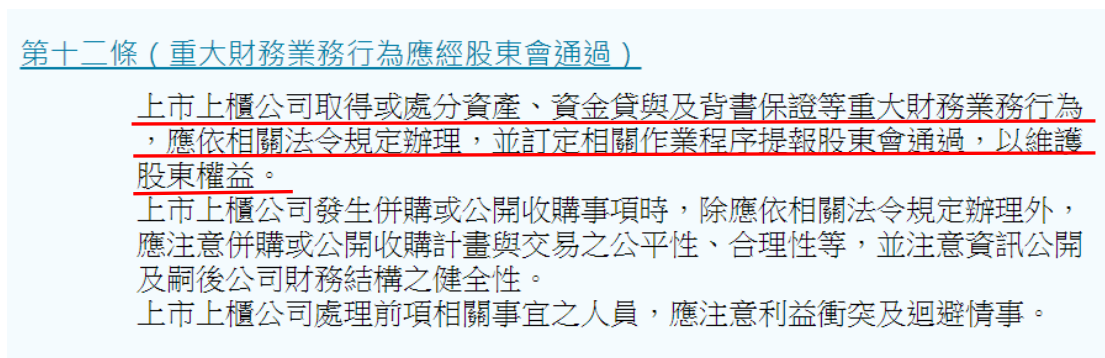 第十二條（重大財務業務行為應經股東會通過）
上市上櫃公司取得或處分資產、資金貸與及背書保證等重大財務業務行為
，應依相關法令規定辦理，並訂定相關作業程序提報股東會通過，以維護
股東權益。
上市上櫃公司發生併購或公開收購事項時，除應依相關法令規定辦理外，
應注意併購或公開收購計畫與交易之公平性、合理性等，並注意資訊公開
及嗣後公司財務結構之健全性。
上市上櫃公司處理前項相關事宜之人員，應注意利益衝突及迴避情事。